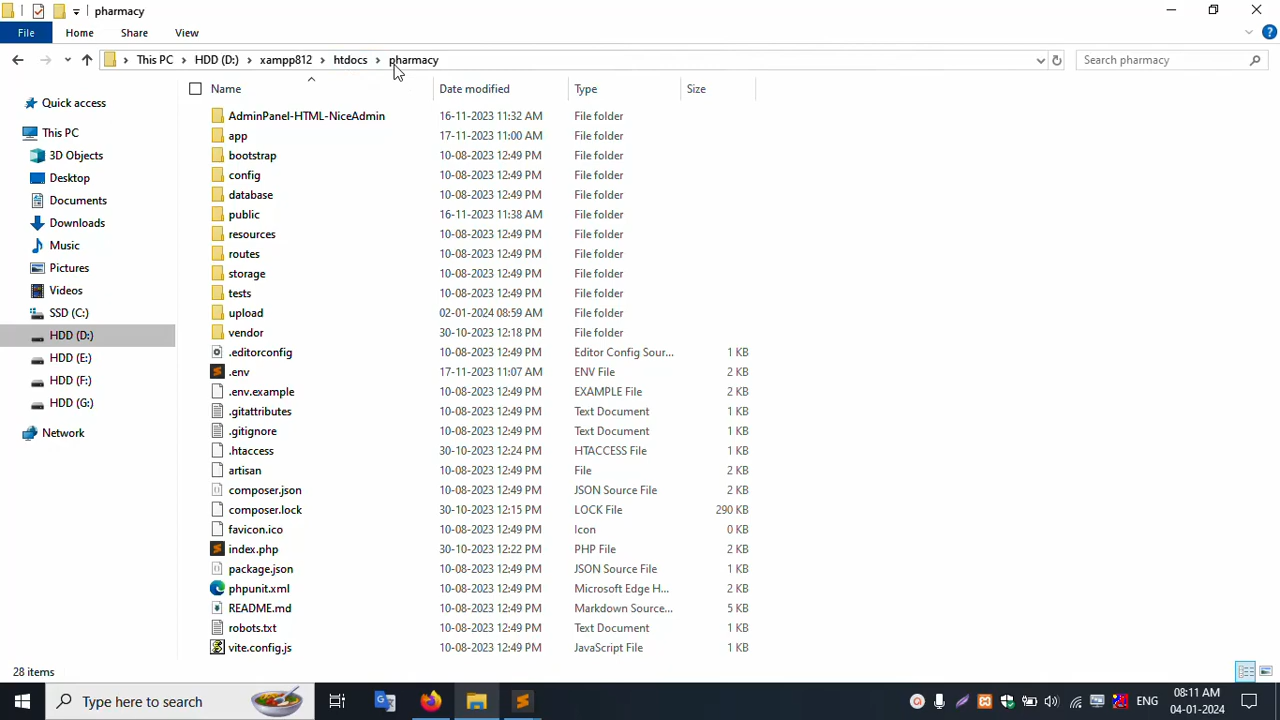 pharmacy
File Home Share View
This PC HDD (D:) xampp812 htdocs pharmacy Search pharmacy
Name Date modified Type Size
Quick access
This PC
3D Objects
Desktop
Documents
Downloads
Music
Pictures
Videos
SSD (C:)
HDD (D:)
HDD (E:)
HDD (F:)
HDD (G:)
Network
AdminPanel-HTML-NiceAdmin 16-11-2023 11:32 AM File folder
app 17-11-2023 11:00 AM File folder
bootstrap 10-08-2023 12:49 PM File folder
config 10-08-2023 12:49 PM File folder
database 10-08-2023 12:49 PM File folder
public 16-11-2023 11:38 AM File folder
resources 10-08-2023 12:49 PM File folder
routes 10-08-2023 12:49 PM File folder
storage 10-08-2023 12:49 PM File folder
tests 10-08-2023 12:49 PM File folder
upload 02-01-2024 08:59 AM File folder
vendor 30-10-2023 12:18 PM File folder
.editorconfig 10-08-2023 12:49 PM Editor Config Sour... 1 KB
.env 17-11-2023 11:07 AM ENV File 2 KB
.env.example 10-08-2023 12:49 PM EXAMPLE File 2 KB
.gitattributes 10-08-2023 12:49 PM Text Document 1 KB
.gitignore 10-08-2023 12:49 PM Text Document 1 KB
.htaccess 30-10-2023 12:24 PM HTACCESS File 1 KB
artisan 10-08-2023 12:49 PM File 2 KB
composer.json 10-08-2023 12:49 PM JSON Source File 2 KB
composer.lock 30-10-2023 12:15 PM LOCK File 290 KB
favicon.ico 10-08-2023 12:49 PM Icon 0 KB
index.php 30-10-2023 12:22 PM PHP File 2 KB
package.json 10-08-2023 12:49 PM JSON Source File 1 KB
phpunit.xml 10-08-2023 12:49 PM Microsoft Edge H... 2 KB
README.md 10-08-2023 12:49 PM Markdown Source... 5 KB
robots.txt 10-08-2023 12:49 PM Text Document 1 KB
vite.config.js 10-08-2023 12:49 PM JavaScript File 1 KB
28 items
Type here to search ENG 08:11 AM
04-01-2024